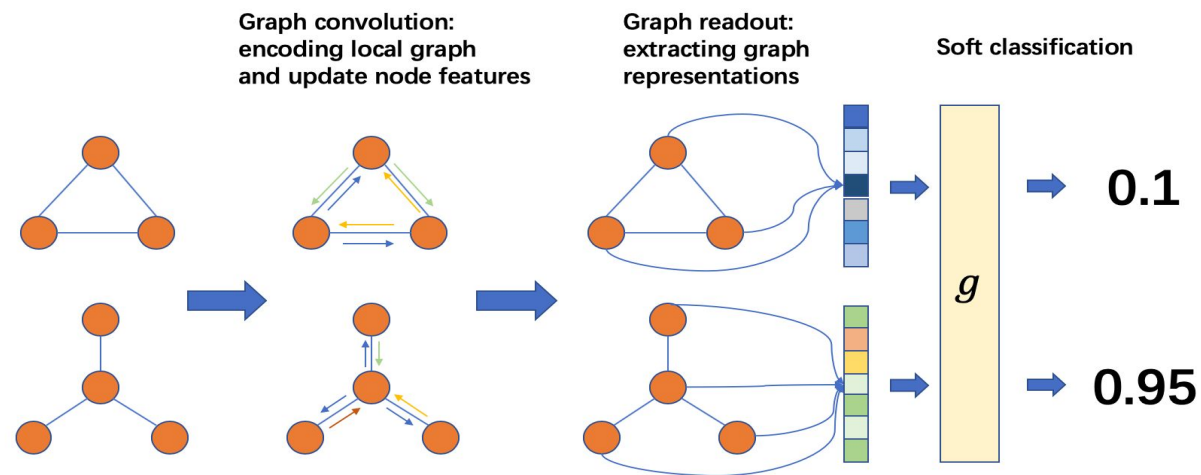 Graph convolution:
encoding local graph
and update node features
Graph readout:
extracting graph
representations
Soft classification
0.1
g
0.95